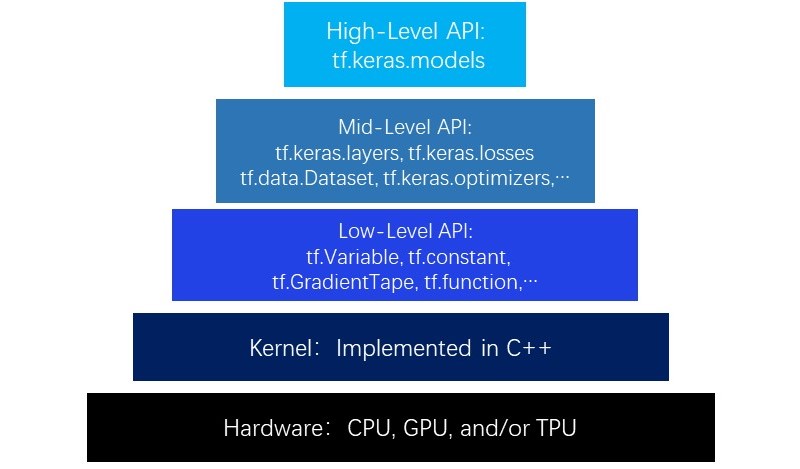 High-Level API:
tf.keras.models
Mid-Level API:
tf.keras.layers, tf.keras.losses
tf.data.Dataset, tf.keras.optimizers,···
Low-Level API:
tf.Variable, tf.constant,
tf.GradientTape, tf.function,···
Kernel： Implemented in C++
Hardware： CPU, GPU, and/or TPU